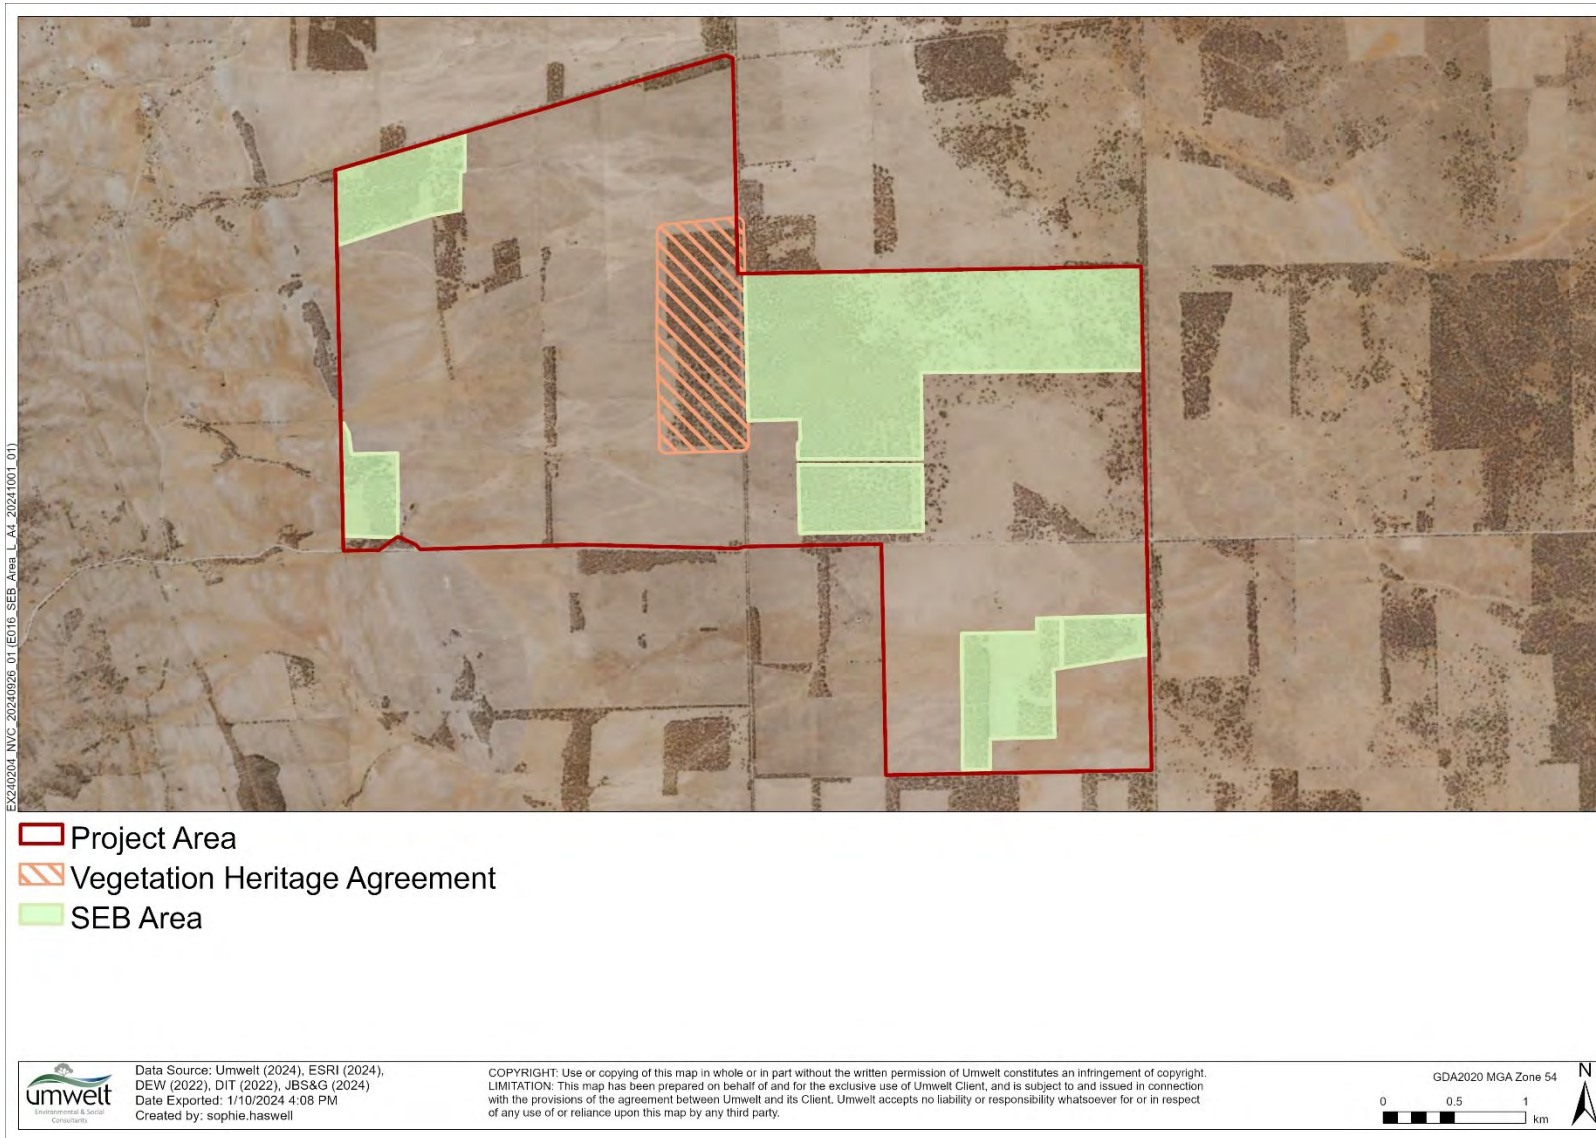 EX240204_NVC_20240926_01 (E016_SEB_Area_L_A4_20241001_01)
Project Area
Vegetation Heritage Agreement
SEB Area
umwelt
Environmental & Social
Consultants
Data Source: Umwelt (2024), ESRI (2024),
DEW (2022), DIT (2022), JBS&G (2024)
Date Exported: 1/10/2024 4:08 PM
Created by: sophie.haswell
COPYRIGHT: Use or copying of this map in whole or in part without the written permission of Umwelt constitutes an infringement of copyright.
LIMITATION: This map has been prepared on behalf of and for the exclusive use of Umwelt Client, and is subject to and issued in connection
with the provisions of the agreement between Umwelt and its Client. Umwelt accepts no liability or responsibility whatsoever for or in respect
of any use of or reliance upon this map by any third party.
GDA2020 MGA Zone 54
N
0 0.5 1
km